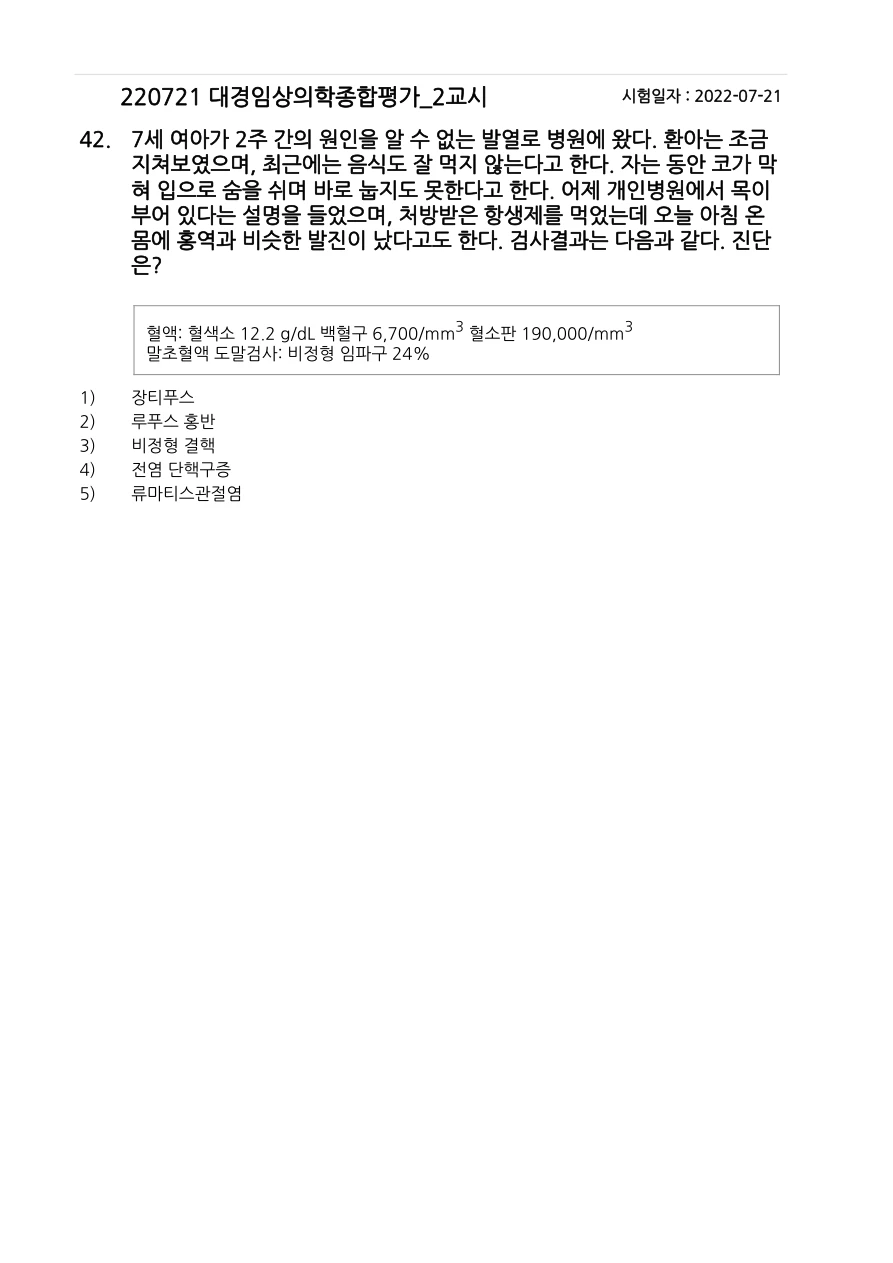 220721 대경임상의학종합평가_2교시 시험일자 : 2022-07-21
42. 7세 여아가 2주 간의 원인을 알 수 없는 발열로 병원에 왔다. 환아는 조금
지쳐보였으며, 최근에는 음식도 잘 먹지 않는다고 한다. 자는 동안 코가 막
혀 입으로 숨을 쉬며 바로 눕지도 못한다고 한다. 어제 개인병원에서 목이
부어 있다는 설명을 들었으며, 처방받은 항생제를 먹었는데 오늘 아침 온
몸에 홍역과 비슷한 발진이 났다고도 한다. 검사결과는 다음과 같다. 진단
은?
혈액: 혈색소 12.2 g/dL 백혈구 6,700/mm³ 혈소판 190,000/mm³
말초혈액 도말검사: 비정형 임파구 24%
1) 장티푸스
2) 루푸스 홍반
3) 비정형 결핵
4) 전염 단핵구증
5) 류마티스관절염